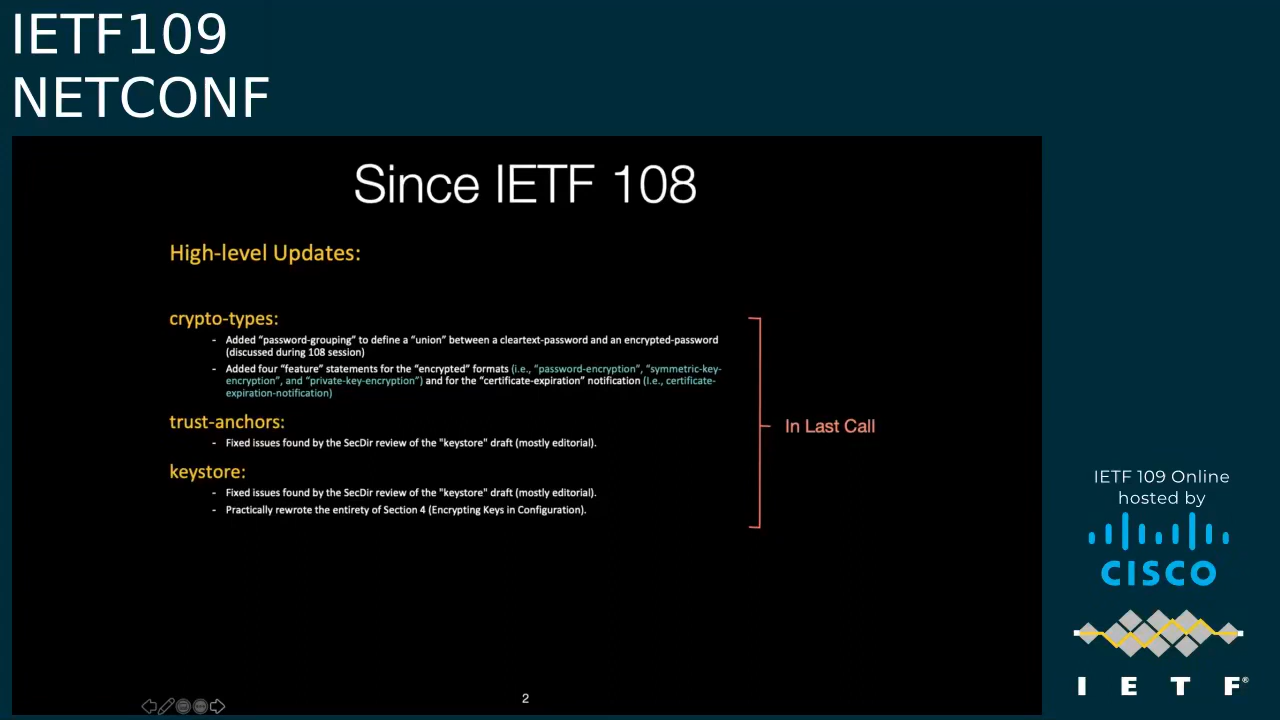 IETF109
NETCONF
Since IETF 108
High-level Updates:
crypto-types:
- Added “password-grouping” to define a “union” between a cleartext-password and an encrypted-password
(discussed during 108 session)
- Added four “feature” statements for the “encrypted” formats (i.e., “password-encryption”, “symmetric-key-
encryption”, and “private-key-encryption”) and for the “certificate-expiration” notification (I.e., certificate-
expiration-notification)
trust-anchors:
- Fixed issues found by the SecDir review of the "keystore" draft (mostly editorial).
keystore:
- Fixed issues found by the SecDir review of the "keystore" draft (mostly editorial).
- Practically rewrote the entirety of Section 4 (Encrypting Keys in Configuration).
In Last Call
2
IETF 109 Online
hosted by
CISCO
I E T F®